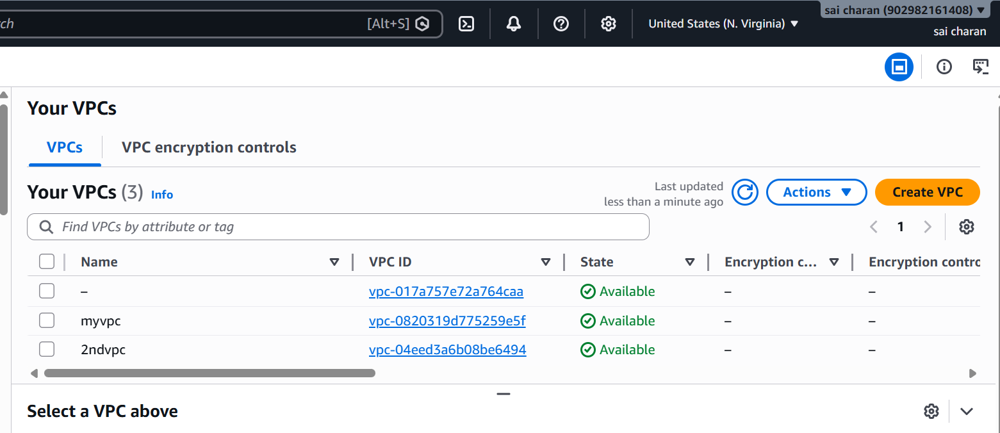 ch [Alt+S] United States (N. Virginia) sai charan (902982161408)
sai charan
Your VPCs
VPCs VPC encryption controls
Your VPCs (3) Info Last updated less than a minute ago Actions Create VPC
Find VPCs by attribute or tag 1
Name VPC ID State Encryption c... Encryption contro
– vpc-017a757e72a764caa Available – –
myvpc vpc-0820319d775259e5f Available – –
2ndvpc vpc-04eed3a6b08be6494 Available – –
Select a VPC above